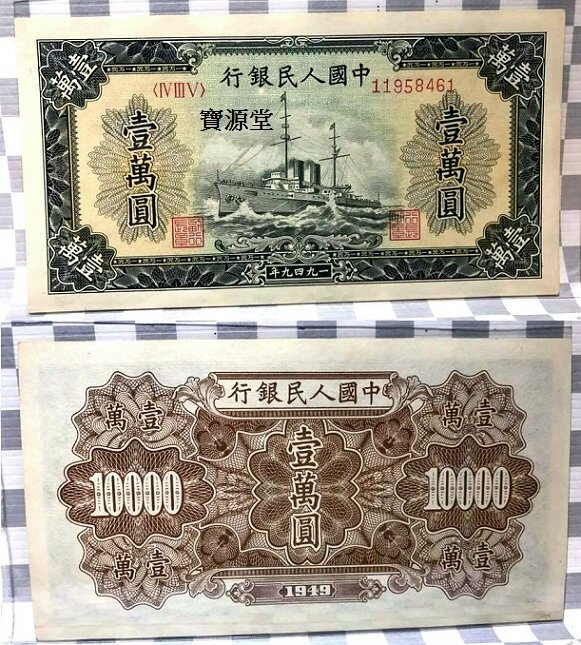 行銀民人國中
〈ⅣⅢⅤ〉 11958461
寶源堂
壹萬
壹萬
壹萬圓
壹萬圓
壹萬
壹萬
年九四九一
行銀民人國中
萬壹
萬壹
壹萬圓
10000
10000
萬壹
萬壹
1949